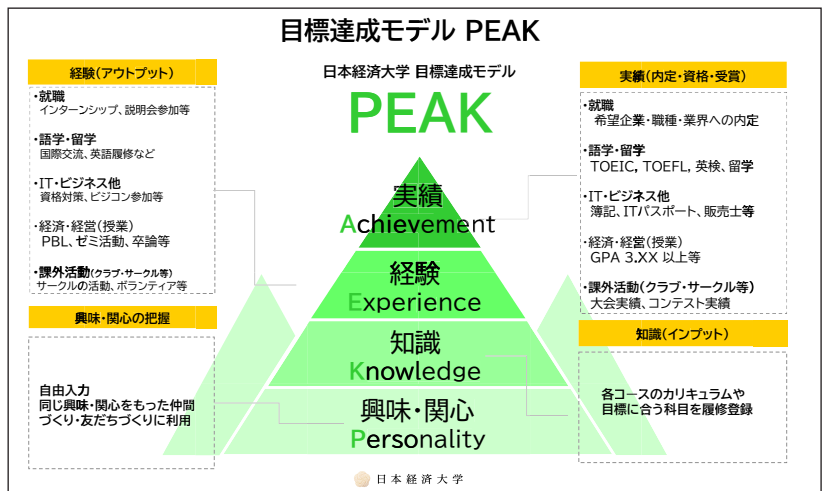 目標達成モデル PEAK
経験(アウトプット)
・就職
インターンシップ、説明会参加等
・語学・留学
国際交流、英語履修など
・IT・ビジネス他
資格対策、ビジコン参加等
・経済・経営(授業)
PBL、ゼミ活動、卒論等
・課外活動(クラブ・サークル等)
サークルの活動、ボランティア等
興味・関心の把握
自由入力
同じ興味・関心をもった仲間
づくり・友だちづくりに利用
日本経済大学 目標達成モデル
PEAK
実績
Achievement
経験
Experience
知識
Knowledge
興味・関心
Personality
実績(内定・資格・受賞)
・就職
希望企業・職種・業界への内定
・語学・留学
TOEIC, TOEFL, 英検、留学
・IT・ビジネス他
簿記、ITパスポート、販売士等
・経済・経営(授業)
GPA 3.XX 以上等
・課外活動(クラブ・サークル等)
大会実績、コンテスト実績
知識(インプット)
各コースのカリキュラムや
目標に合う科目を履修登録
日本経済大学